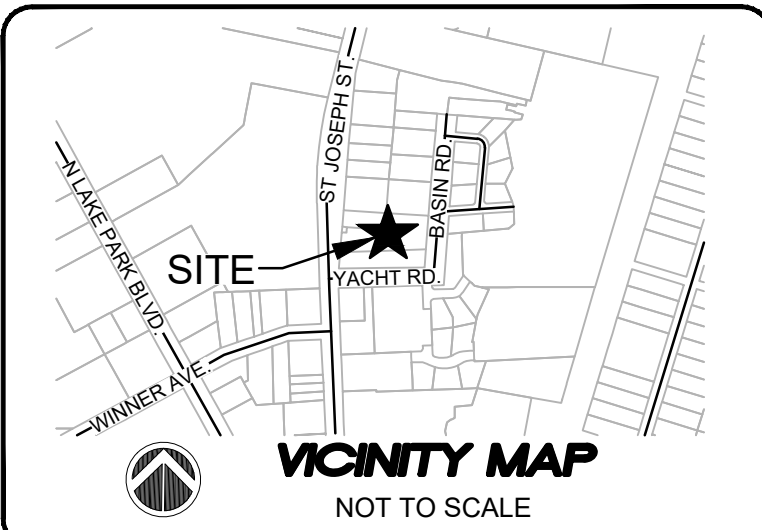 ST JOSEPH ST.
BASIN RD.
N LAKE PARK BLVD.
SITE
YACHT RD.
WINNER AVE.
VICINITY MAP
NOT TO SCALE